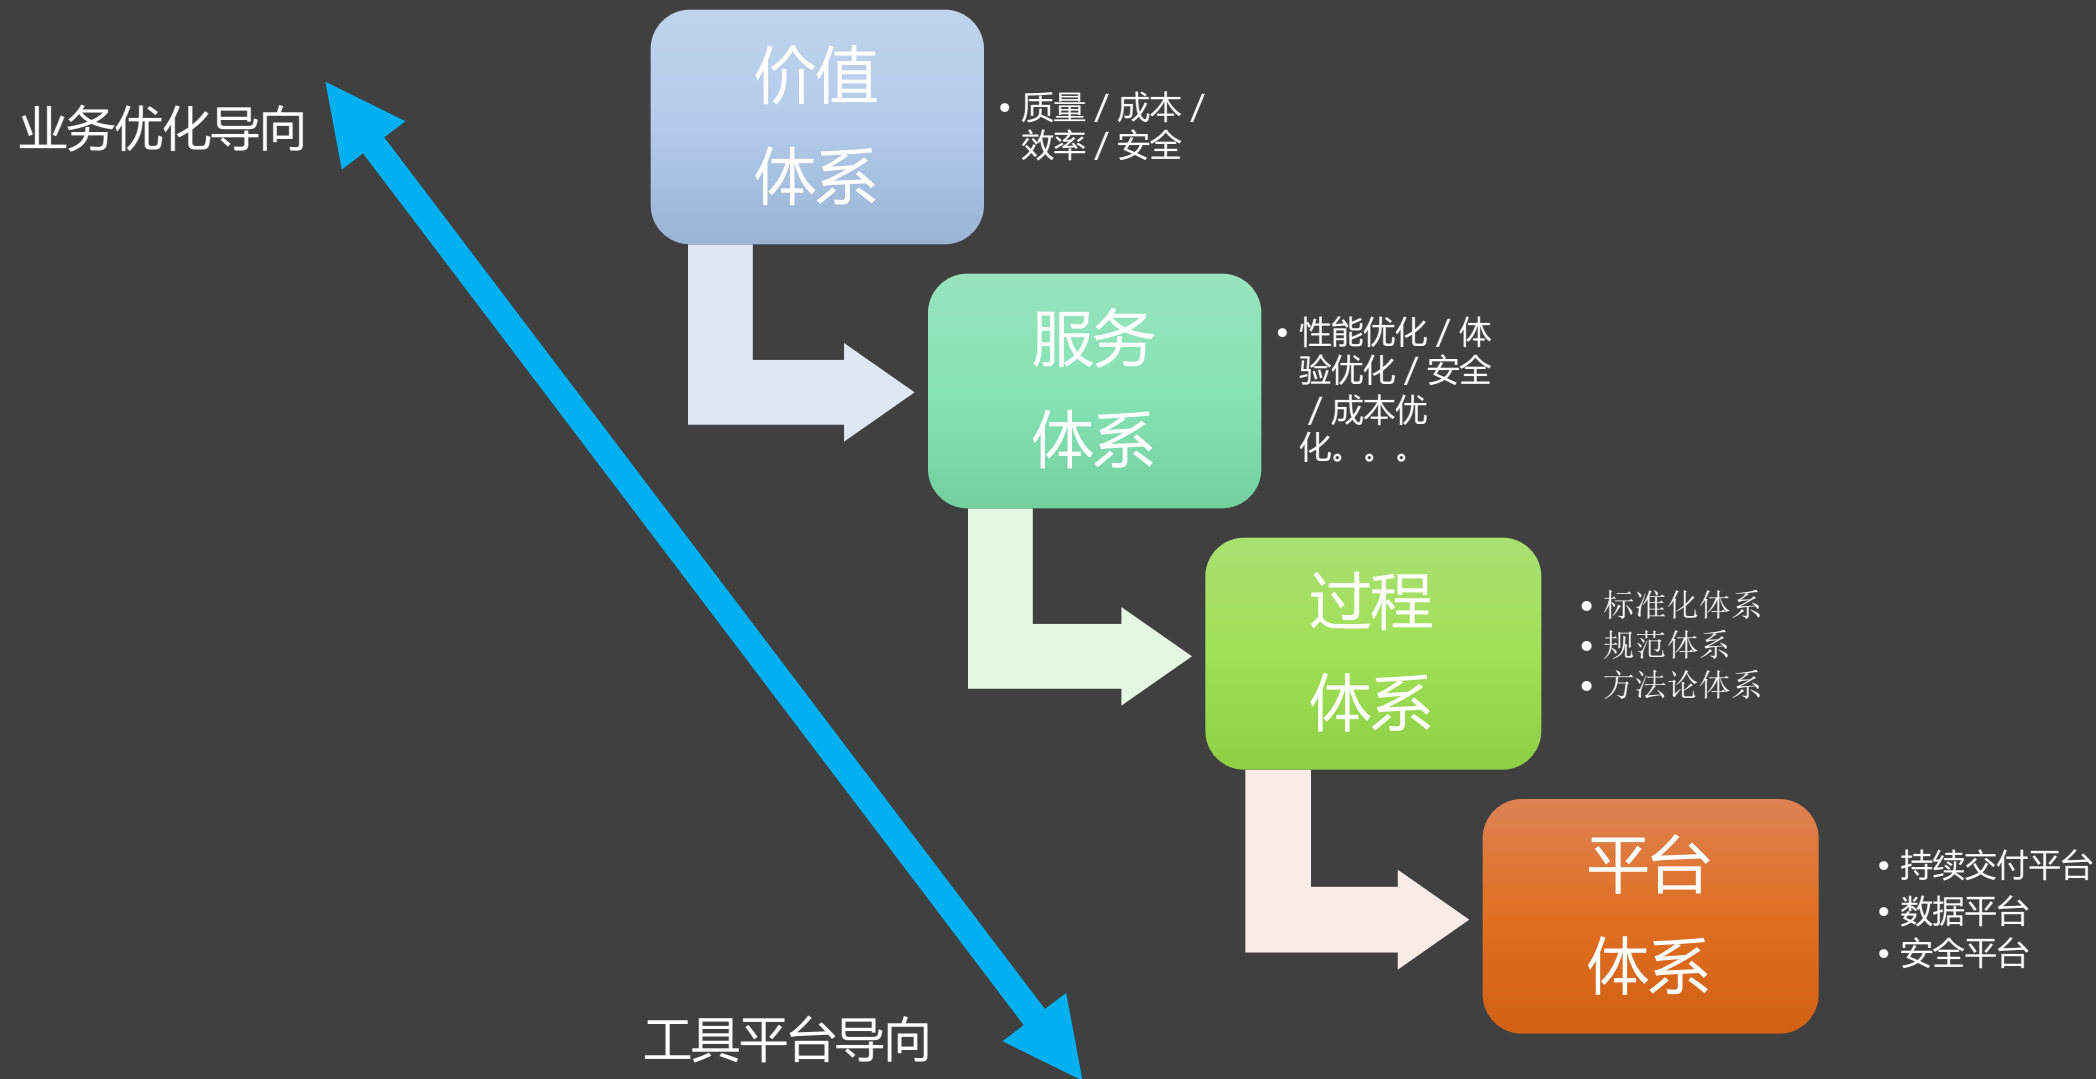 业务优化导向
价值
体系
• 质量 / 成本 /
效率 / 安全
服务
体系
• 性能优化 / 体
验优化 / 安全
/ 成本优
化。。。
过程
体系
• 标准化体系
• 规范体系
• 方法论体系
平台
体系
• 持续交付平台
• 数据平台
• 安全平台
工具平台导向